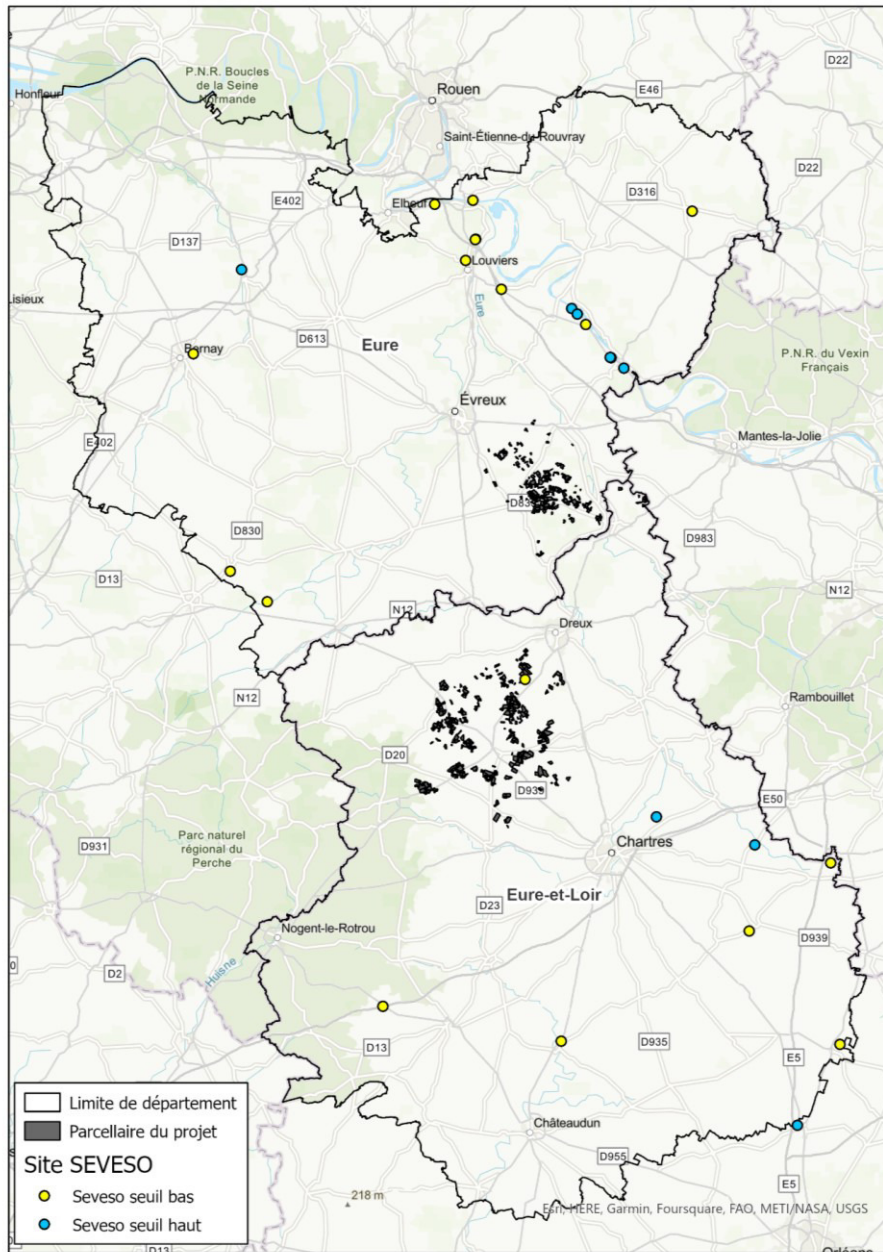 D22
P.N.R. Boucles
de la Seine
Normande
Honfleur
Rouen
E46
Saint-Étienne-du-Rouvray
D22
D316
E402
Elbeuf
D137
Louviers
Lisieux
Eure
D613
Eure
P.N.R. du Vexin
Français
Bernay
Évreux
Mantes-la-Jolie
E402
D830
D983
D13
N12
N12
Dreux
N12
Rambouillet
D20
D939
E50
D931
Parc naturel
régional du
Perche
Chartres
Eure-et-Loir
D23
Nogent-le-Rotrou
D939
D2
Huisne
D13
D935
E5
Châteaudun
D955
E5
218 m
Limite de département
Parcellaire du projet
Site SEVESO
Seveso seuil bas
Seveso seuil haut
Esri, HERE, Garmin, Foursquare, FAO, METI/NASA, USGS
D13
Orléans